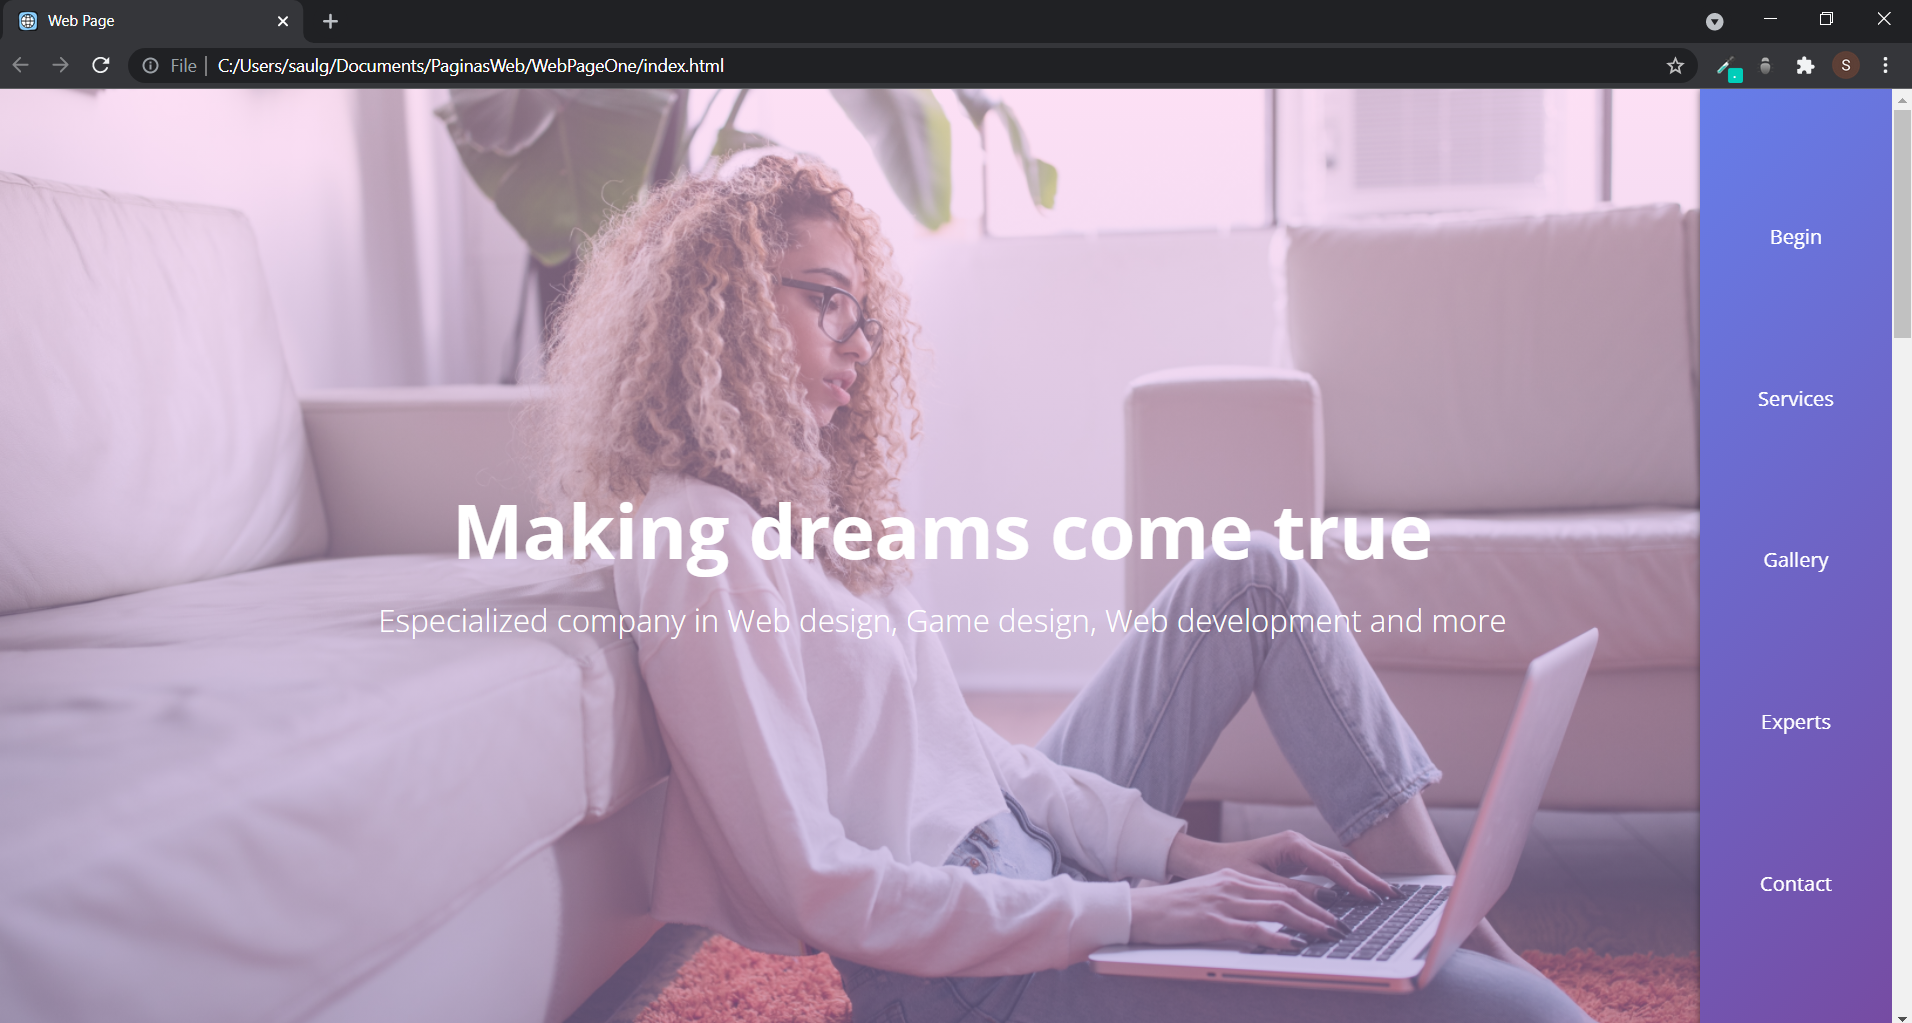 Web Page
File
C:/Users/saulg/Documents/PaginasWeb/WebPageOne/index.html
S
Begin
Services
Gallery
Experts
Contact
Making dreams come true
Especialized company in Web design, Game design, Web development and more